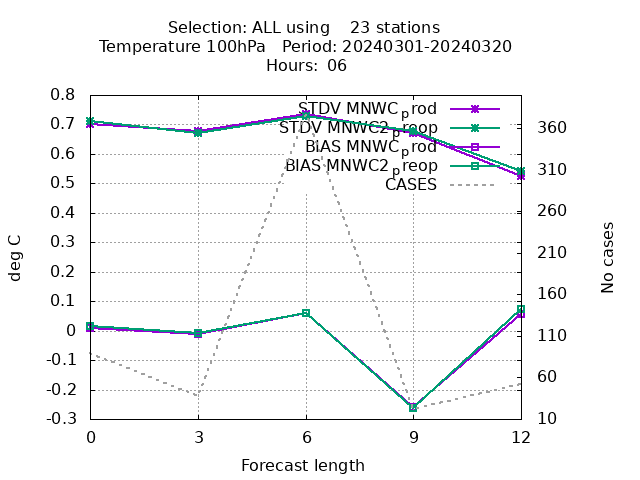 Selection: ALL using 23 stations
Temperature 100hPa Period: 20240301-20240320
Hours: 06
STDV MNWC_prod
STDV MNWC2_preop
BIAS MNWC_prod
BIAS MNWC2_preop
CASES
0.8
0.7
0.6
0.5
0.4
0.3
0.2
0.1
0
-0.1
-0.2
-0.3
deg C
360
310
260
210
160
110
60
10
No cases
0 3 6 9 12
Forecast length